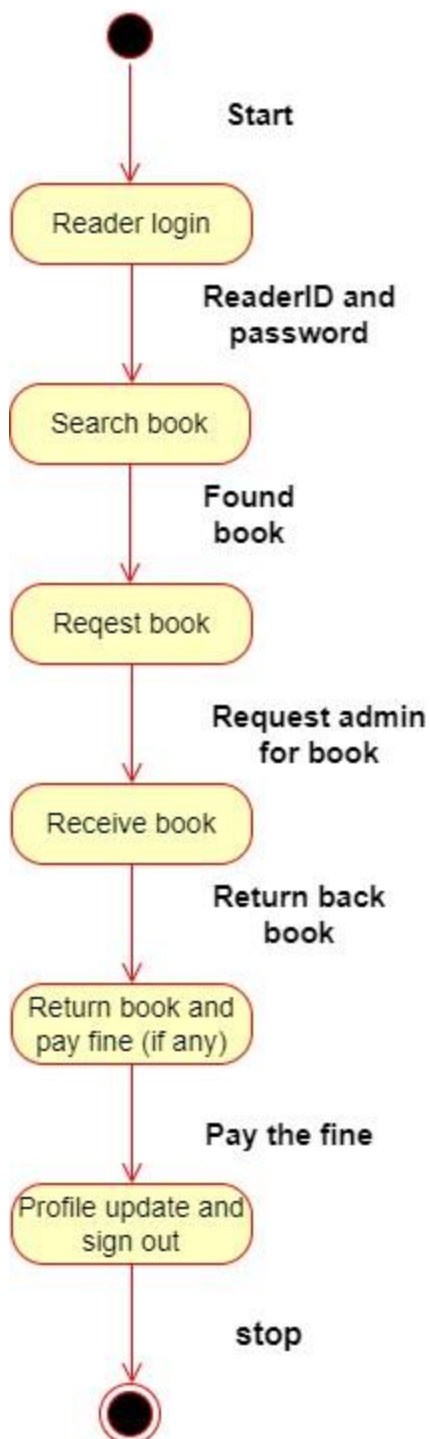 Start
Reader login
ReaderID and
password
Search book
Found
book
Reqest book
Request admin
for book
Receive book
Return back
book
Return book and
pay fine (if any)
Pay the fine
Profile update and
sign out
stop